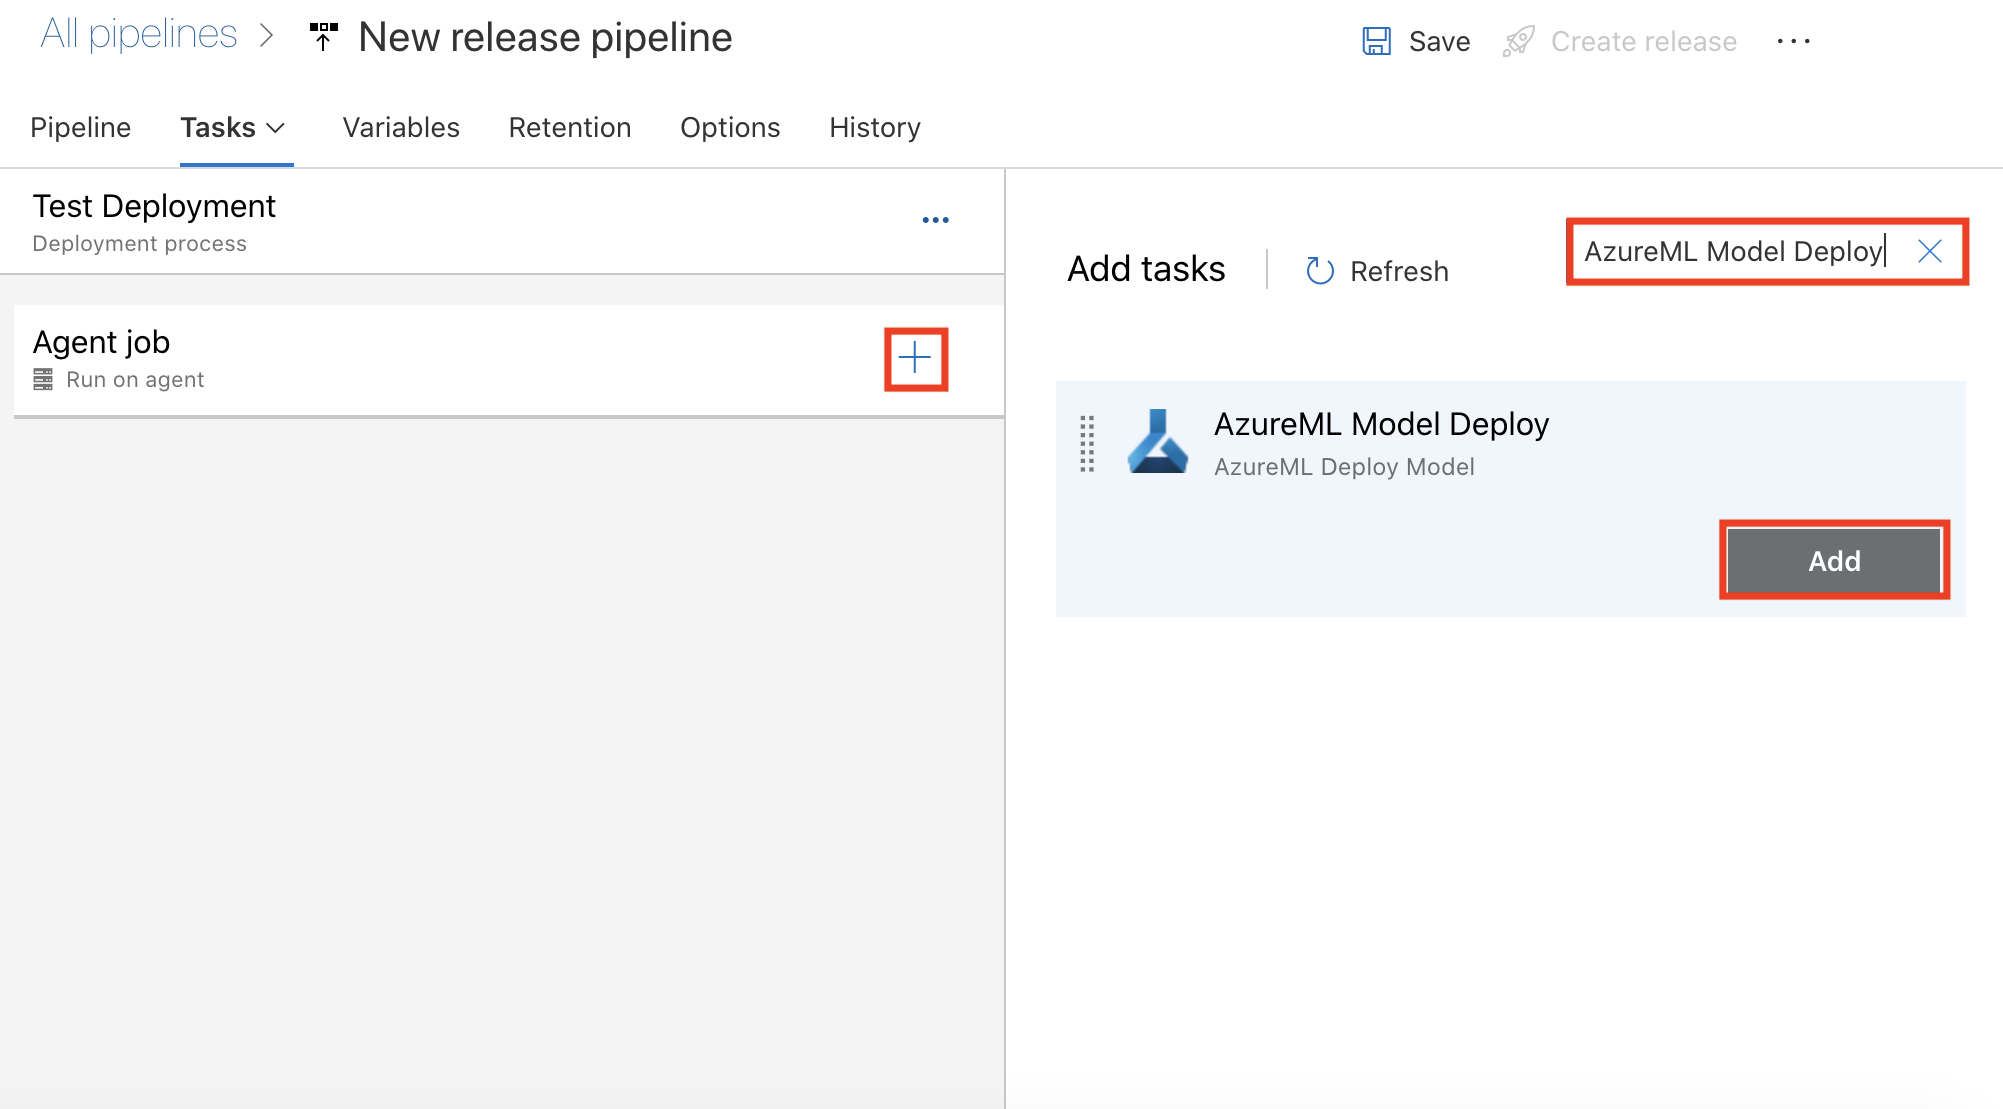 All pipelines
New release pipeline
Save
Create release
Pipeline
Tasks
Variables
Retention
Options
History
Test Deployment
Deployment process
Agent job
Run on agent
Add tasks
Refresh
AzureML Model Deploy
AzureML Model Deploy
AzureML Deploy Model
Add